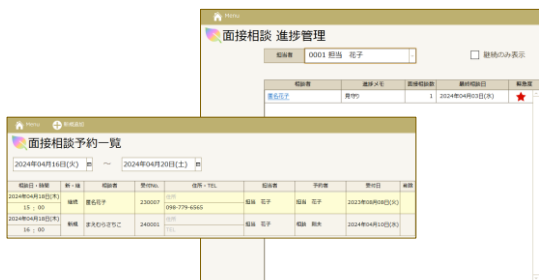 Menu
面接相談 進捗管理
担当者
0001 担当 花子
継続のみ表示
相談者 進捗メモ 面接相談数 最終相談日 緊急度
匿名花子 見守り 1 2024年04月03日(水) ★
Menu 新規追加
面接相談予約一覧
2024年04月16日(火) ～ 2024年04月20日(土)
相談日・時間 新・継 相談者 受付No. 住所・TEL 担当者 予約者 受付日 削除
2024年04月18日(木) 15 : 00 継続 匿名花子 230007 住所 098-779-6565 担当 花子 担当 花子 2023年08月08日(火)
2024年04月18日(木) 16 : 00 新規 まえむらさちこ 240001 住所 TEL 担当 花子 相談 則夫 2024年04月10日(水)